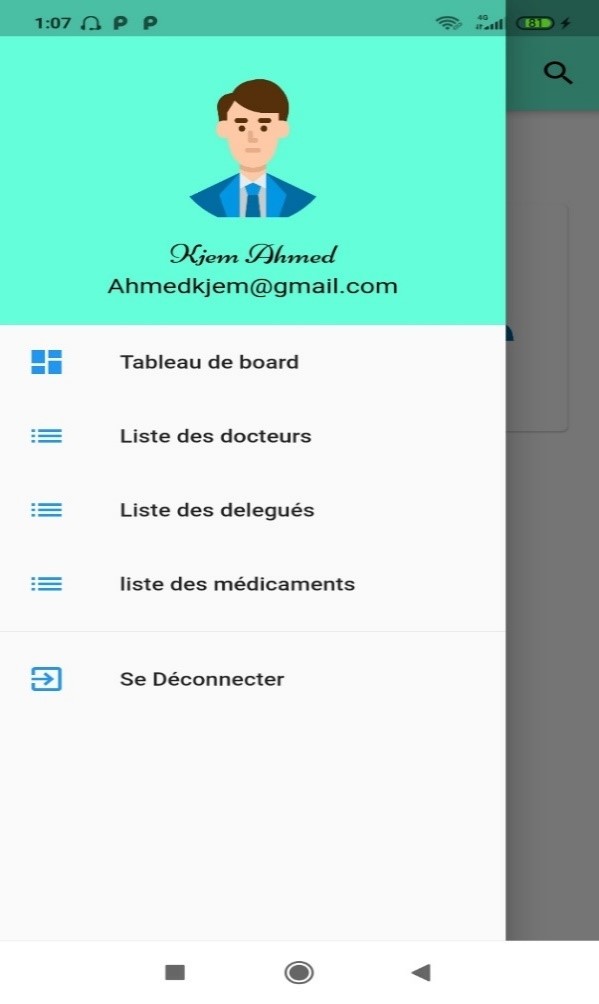 1:07 P P 4G 81
Kjem Ahmed
Ahmedkjem@gmail.com
Tableau de board
Liste des docteurs
Liste des delegués
liste des médicaments
Se Déconnecter